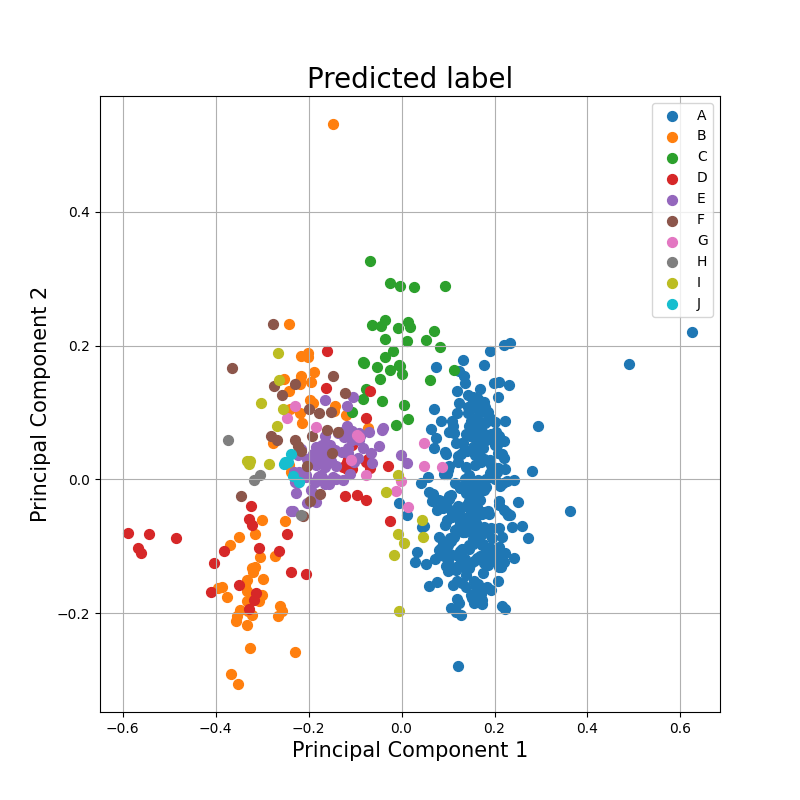 Predicted label
A
B
C
D
E
F
G
H
I
J
0.4
0.2
0.0
−0.2
−0.6 −0.4 −0.2 0.0 0.2 0.4 0.6
Principal Component 1
Principal Component 2